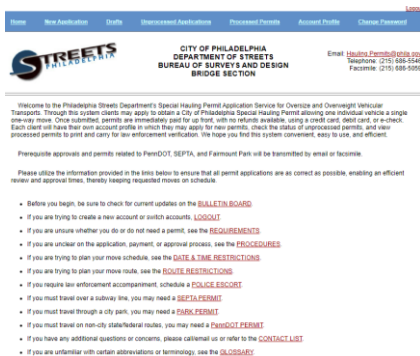 Logout
Home New Application Drafts Unprocessed Applications Processed Permits Account Profile Change Password
STREETS
PHILADELPHIA
CITY OF PHILADELPHIA
DEPARTMENT OF STREETS
BUREAU OF SURVEYS AND DESIGN
BRIDGE SECTION
Email: Hauling.Permits@phila.gov
Telephone: (215) 686-5546
Facsimile: (215) 686-5059
Welcome to the Philadelphia Streets Department's Special Hauling Permit Application Service for Oversize and Overweight Vehicular
Transports. Through this system clients may apply to obtain a City of Philadelphia Special Hauling Permit allowing one individual vehicle a single
one-way move. Once submitted, permits are immediately paid for up front, with no refunds available, using a credit card, debit card, or e-check.
Each client will have their own account profile in which they may apply for new permits, check the status of unprocessed permits, and view
processed permits to print and carry for law enforcement verification. We hope you find this system convenient, easy to use, and efficient.
Prerequisite approvals and permits related to PennDOT, SEPTA, and Fairmount Park will be transmitted by email or facsimile.
Please utilize the information provided in the links below to ensure that all permit applications are as correct as possible, enabling an efficient
review and approval times, thereby keeping requested moves on schedule.
• Before you begin, be sure to check for current updates on the BULLETIN BOARD.
• If you are trying to create a new account or switch accounts, LOGOUT.
• If you are unsure whether you do or do not need a permit, see the REQUIREMENTS.
• If you are unclear on the application, payment, or approval process, see the PROCEDURES.
• If you are trying to plan your move schedule, see the DATE & TIME RESTRICTIONS.
• If you are trying to plan your move route, see the ROUTE RESTRICTIONS.
• If you require law enforcement accompaniment, schedule a POLICE ESCORT.
• If you must travel over a subway line, you may need a SEPTA PERMIT.
• If you must travel through a city park, you may need a PARK PERMIT.
• If you must travel on non-city state/federal routes, you may need a PennDOT PERMIT.
• If you have any additional questions or concerns, please call/email us or refer to the CONTACT LIST.
• If you are unfamiliar with certain abbreviations or terminology, see the GLOSSARY.